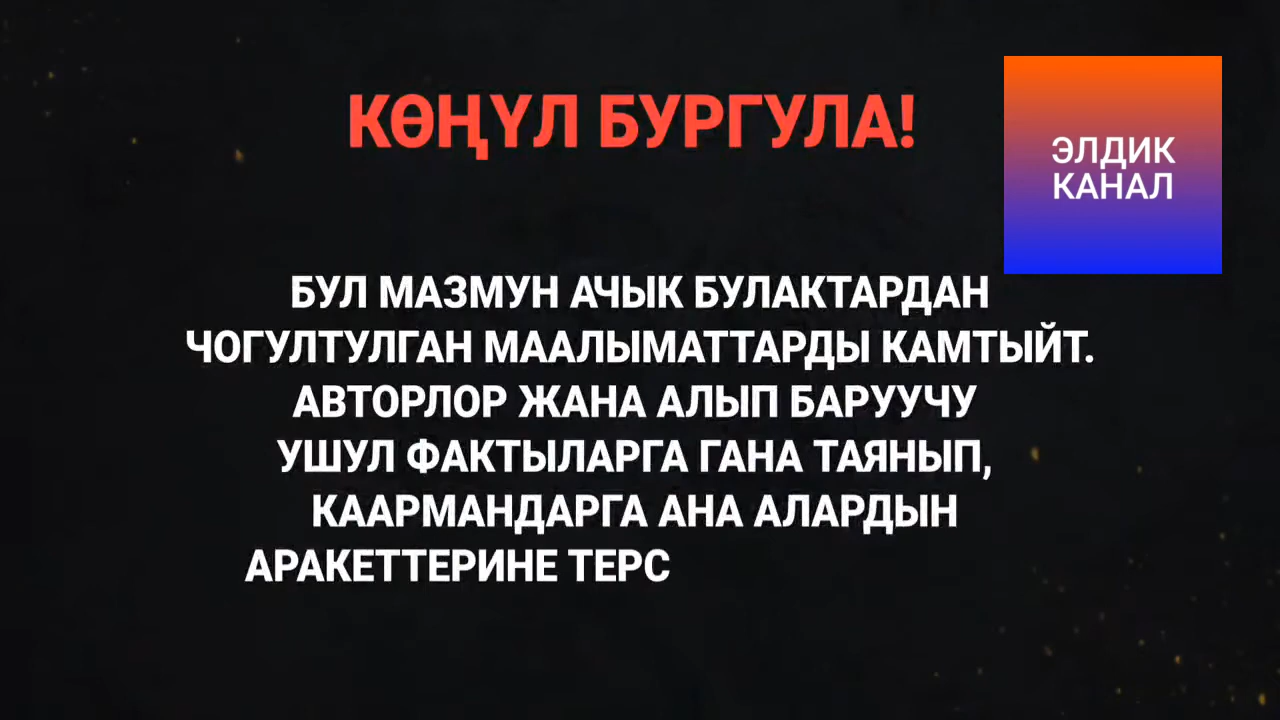 КӨҢҮЛ БУРГУЛА!
ЭЛДИК
КАНАЛ
БУЛ МАЗМУН АЧЫК БУЛАКТАРДАН
ЧОГУЛТУЛГАН МААЛЫМАТТАРДЫ КАМТЫЙТ.
АВТОРЛОР ЖАНА АЛЫП БАРУУЧУ
УШУЛ ФАКТЫЛАРГА ГАНА ТАЯНЫП,
КААРМАНДАРГА АНА АЛАРДЫН
АРАКЕТТЕРИНЕ ТЕРС